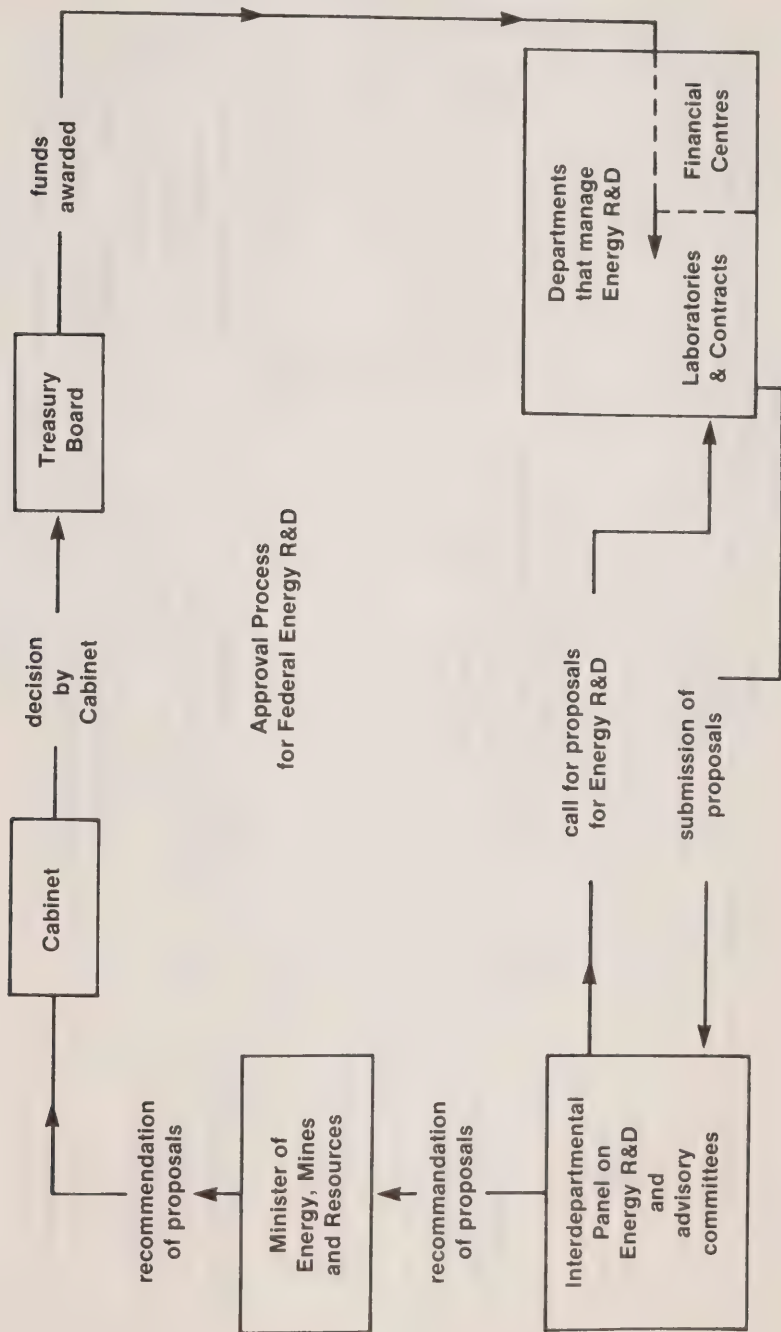 Cabinet
decision
by
Cabinet
Treasury
Board
funds
awarded
recommendation
of proposals
Approval Process
for Federal Energy R&D
Minister of
Energy, Mines
and Resources
recommandation
of proposals
Interdepartmental
Panel on
Energy R&D
and
advisory
committees
call for proposals
for Energy R&D
submission of
proposals
Departments
that manage
Energy R&D
Laboratories
& Contracts
Financial
Centres